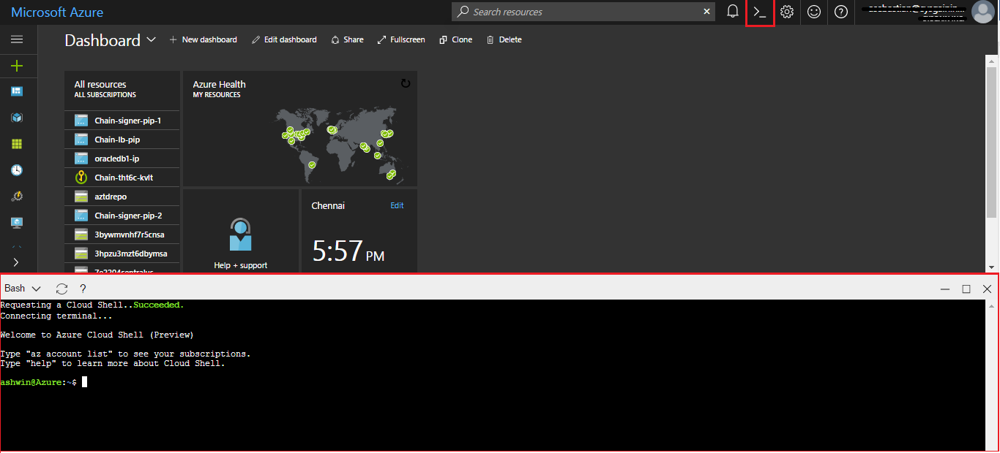 Microsoft Azure
Search resources
Dashboard
New dashboard
Edit dashboard
Share
Fullscreen
Clone
Delete
All resources
ALL SUBSCRIPTIONS
Chain-signer-pip-1
Chain-lb-pip
oracledb1-ip
Chain-tht6c-kvlt
aztdrepo
Chain-signer-pip-2
3bywmvnhf7r5cnsa
3hpzu3mzt6dbymsa
Azure Health
MY RESOURCES
Help + support
Chennai
Edit
5:57 PM
Bash
?
Requesting a Cloud Shell..Succeeded.
Connecting terminal...
Welcome to Azure Cloud Shell (Preview)
Type "az account list" to see your subscriptions.
Type "help" to learn more about Cloud Shell.
ashwin@Azure:~$